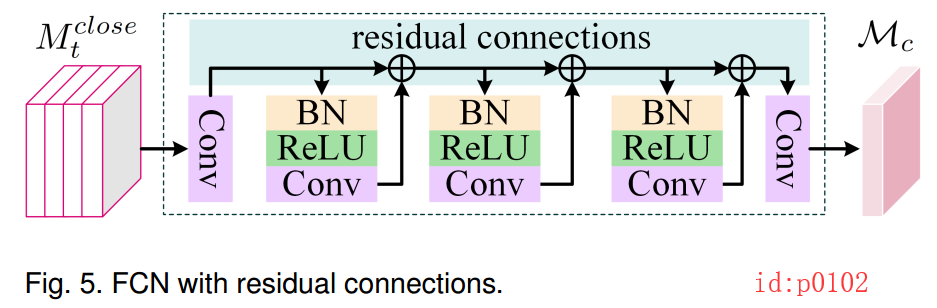 M_t^{close}
residual connections
\mathcal{M}_c
Conv
BN
ReLU
Conv
BN
ReLU
Conv
BN
ReLU
Conv
Conv
Fig. 5. FCN with residual connections.
id:p0102